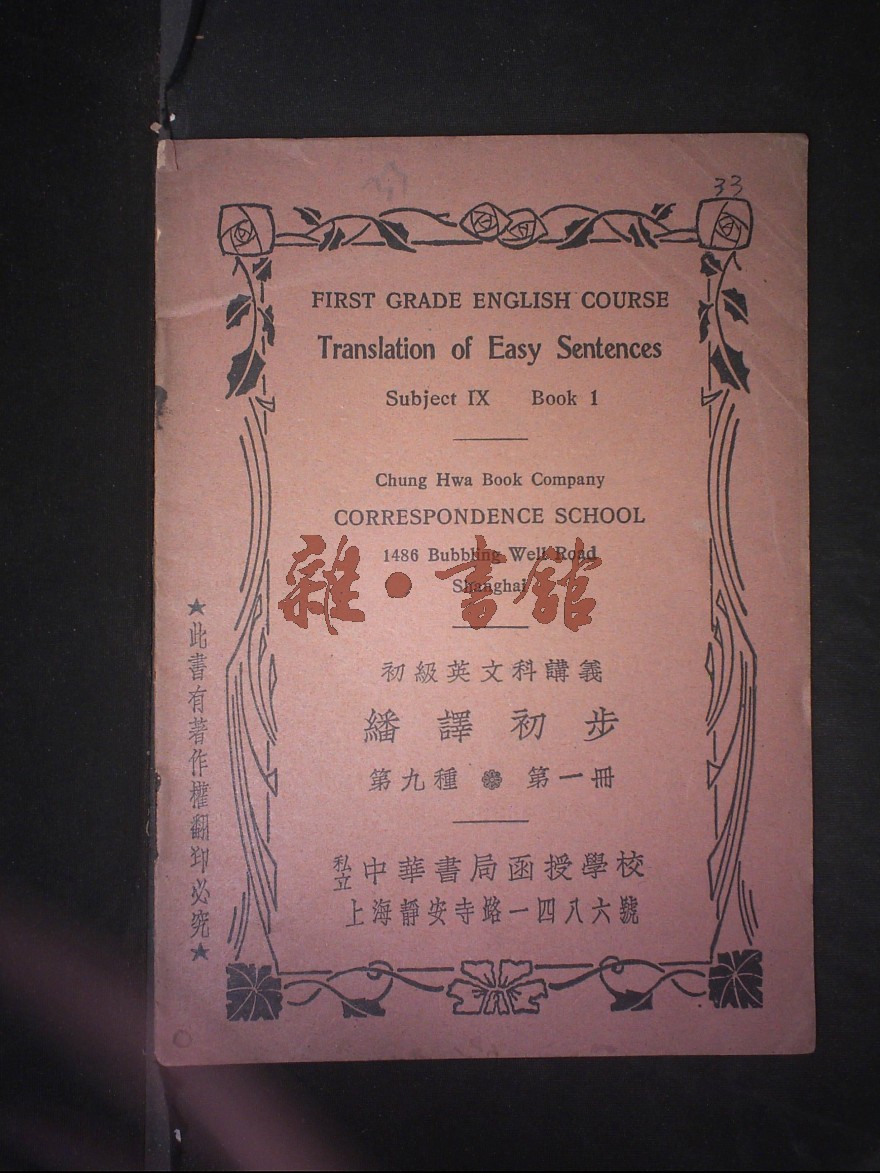 33
FIRST GRADE ENGLISH COURSE
Translation of Easy Sentences
Subject IX Book 1
Chung Hwa Book Company
CORRESPONDENCE SCHOOL
1486 Bubbling Well Road
Shanghai
雜·書館
初級英文科講義
繙譯初步
第九種 第一冊
私立中華書局函授學校
上海靜安寺路一四八六號
★此書有著作權翻印必究★